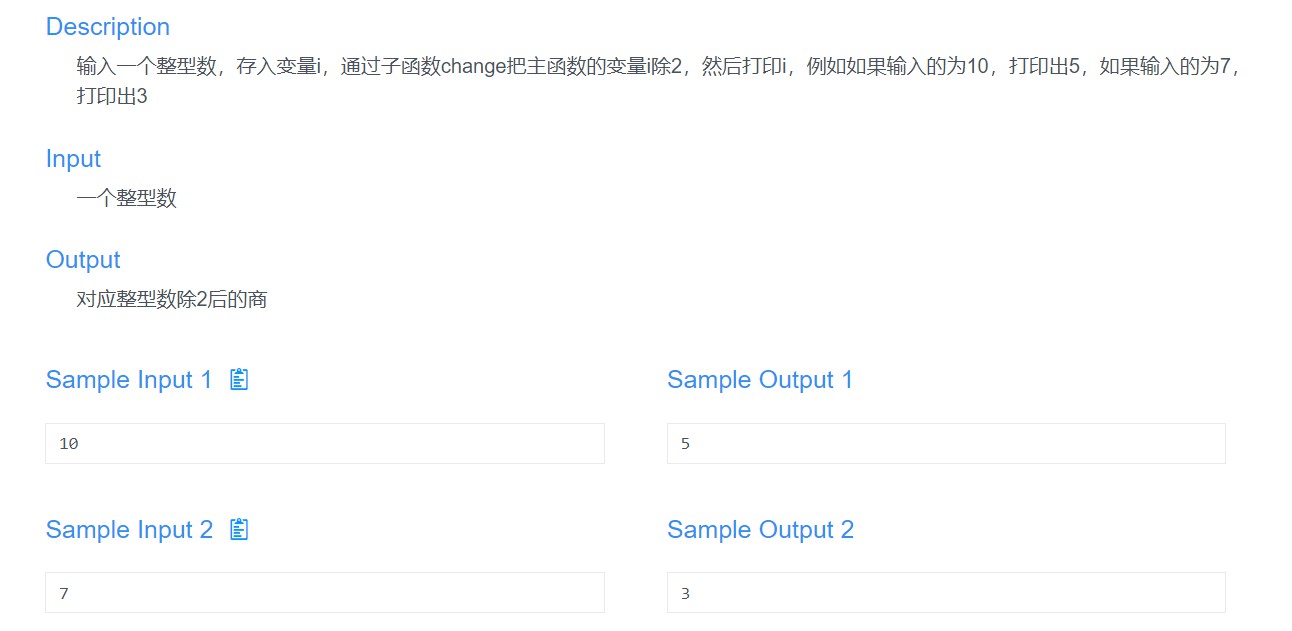 Description
输入一个整型数，存入变量i，通过子函数change把主函数的变量i除2，然后打印i，例如如果输入的为10，打印出5，如果输入的为7，
打印出3
Input
一个整型数
Output
对应整型数除2后的商
Sample Input 1
Sample Output 1
10
5
Sample Input 2
Sample Output 2
7
3